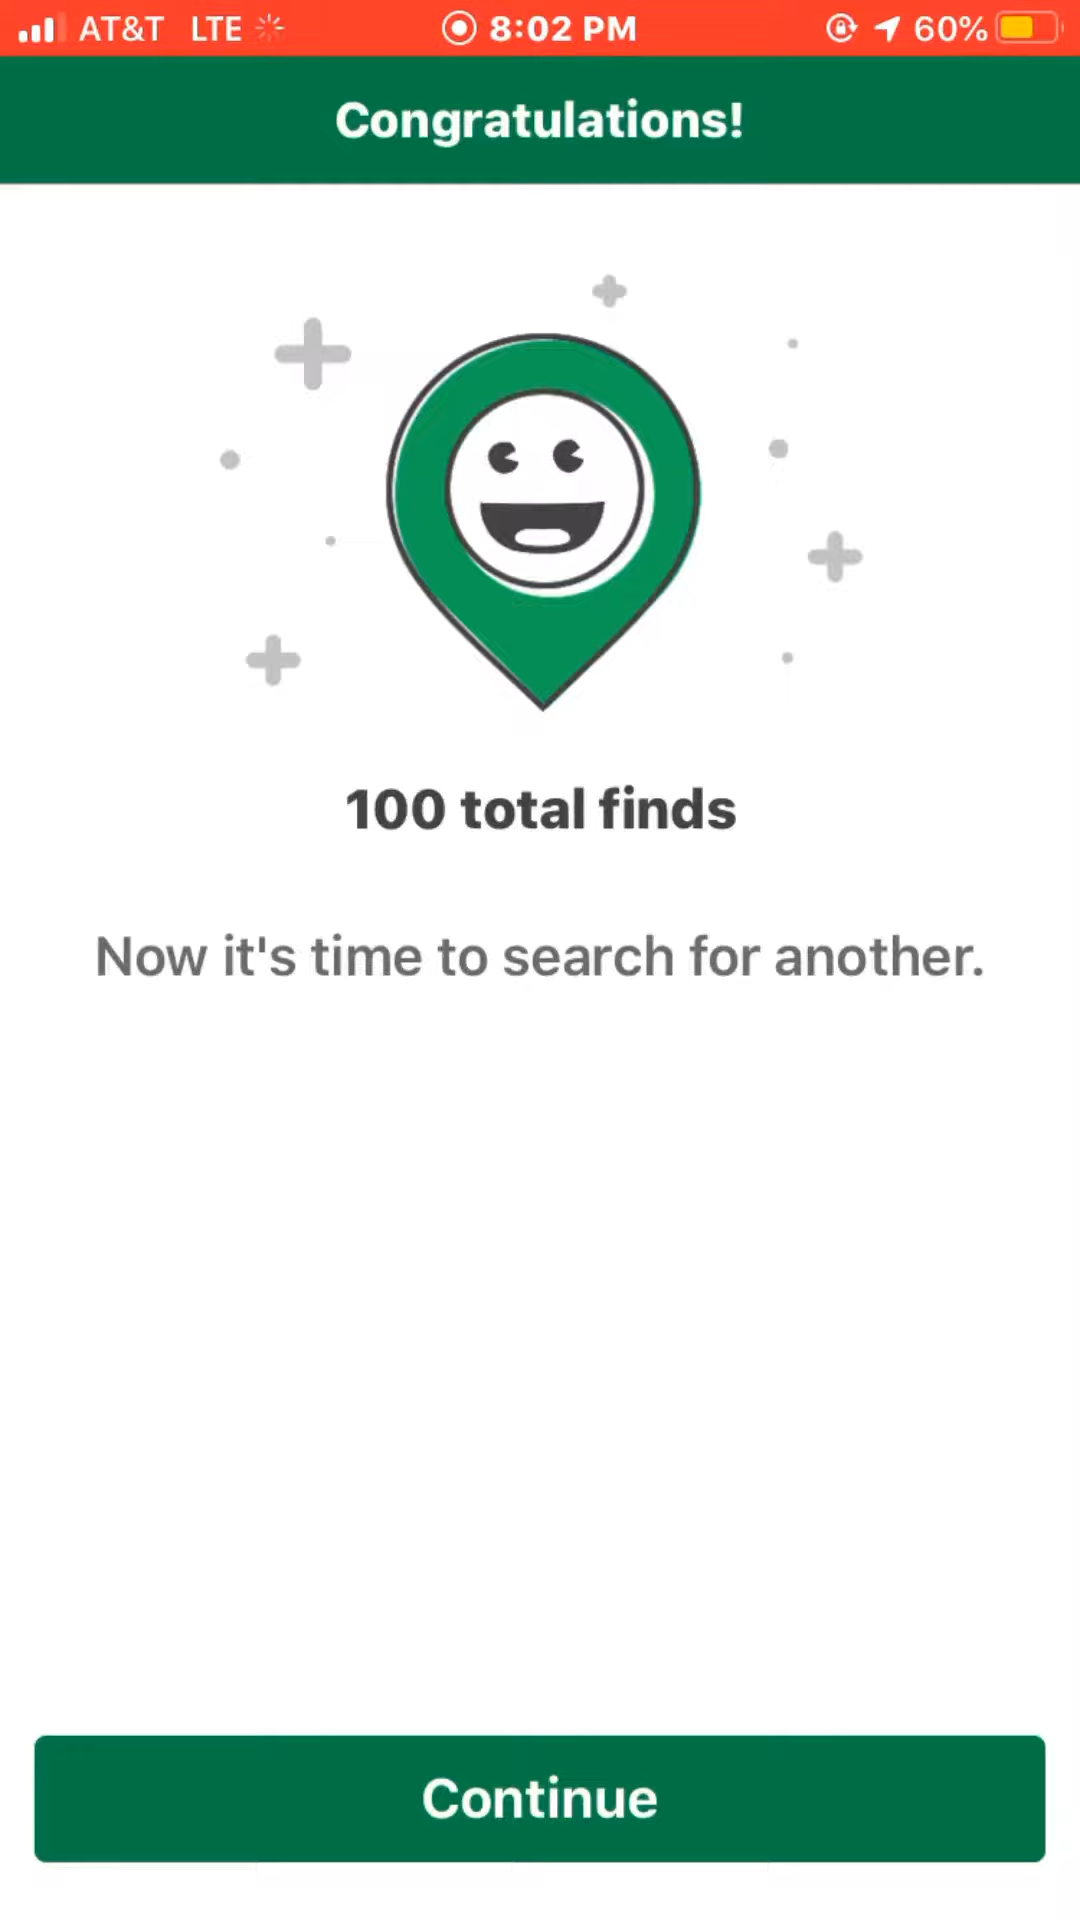 AT&T LTE 8:02 PM 60%
Congratulations!
100 total finds
Now it's time to search for another.
Continue